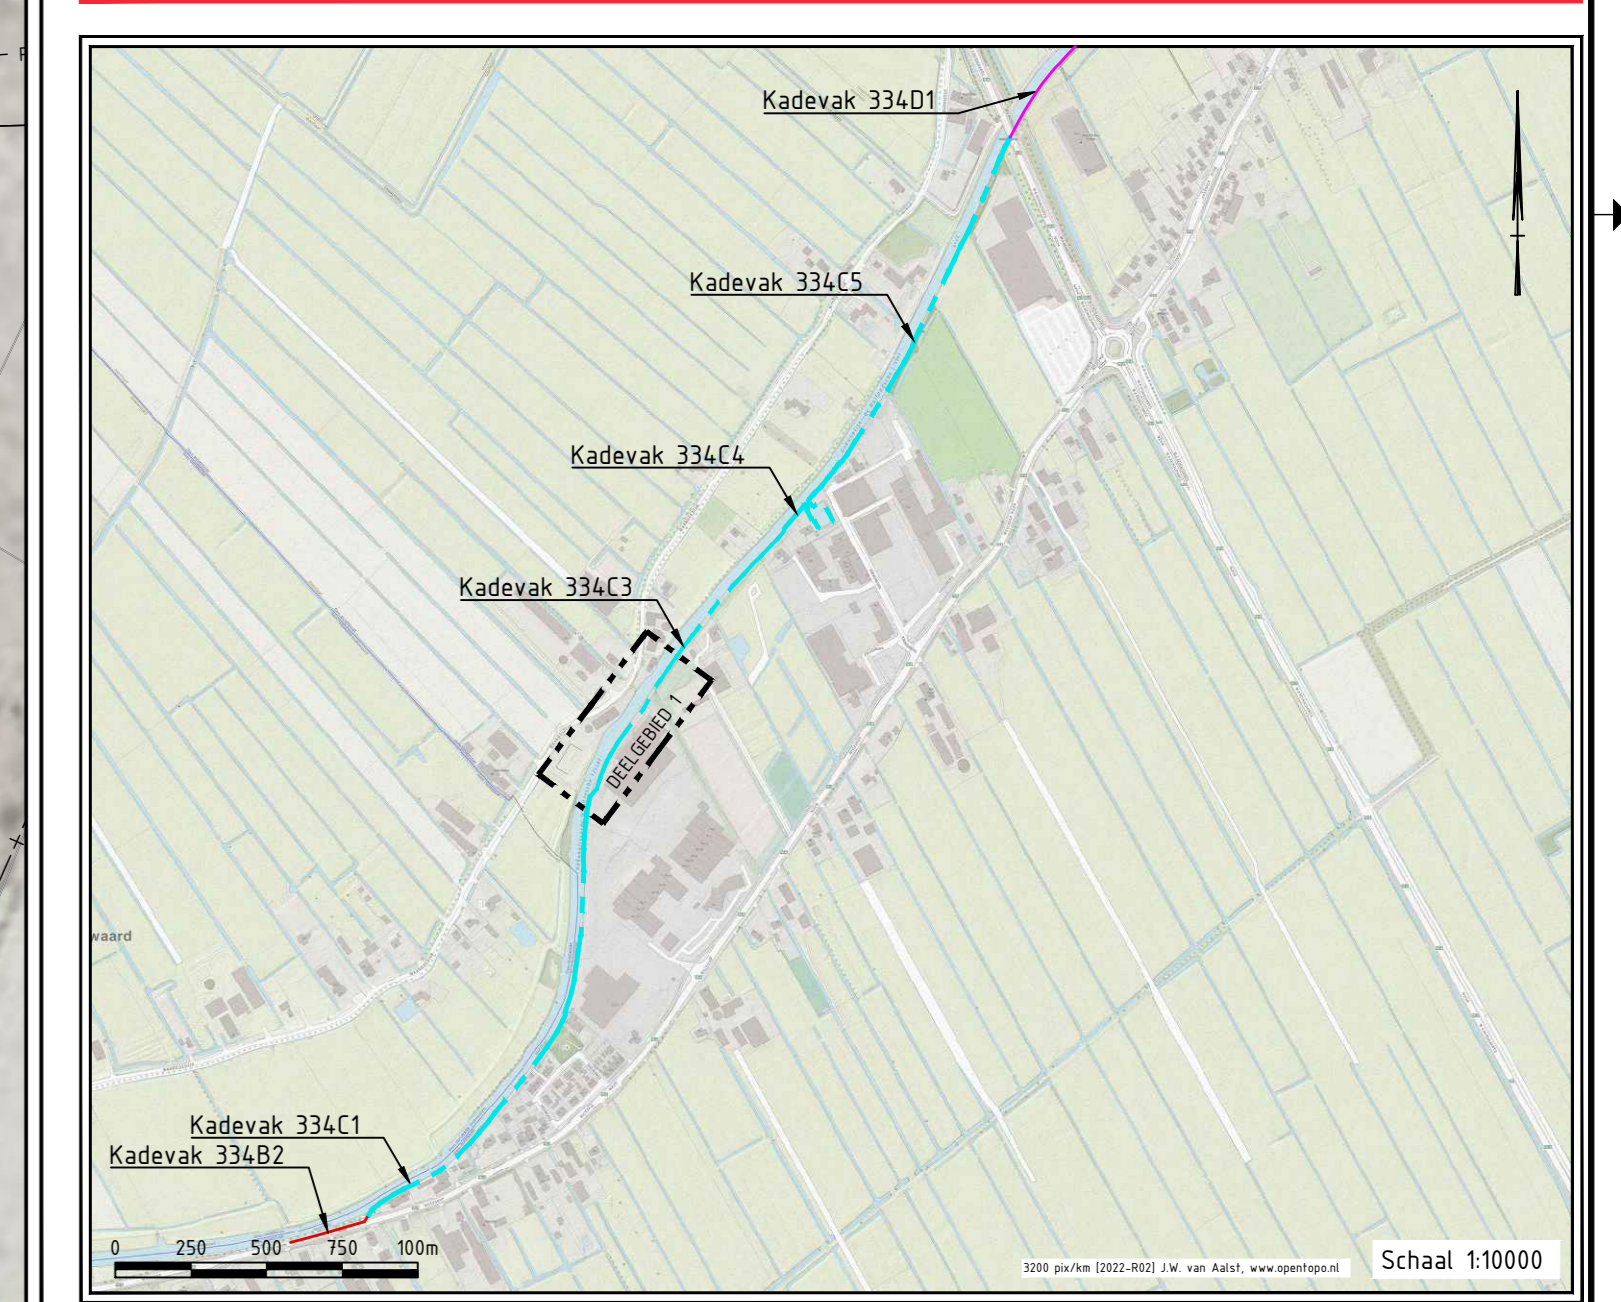 Kadevak 334D1
Kadevak 334C5
Kadevak 334C4
Kadevak 334C3
DEELGEBIED 1
waard
Kadevak 334C1
Kadevak 334B2
0 250 500 750 100m
3200 pix/km [2022-R02] J.W. van Aalst, www.opentopo.nl
Schaal 1:10000